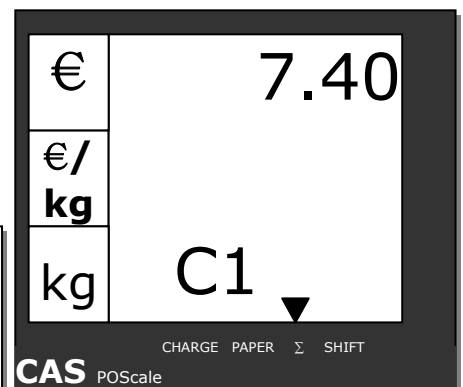 € 7.40
€/
kg
kg C1
CHARGE PAPER Σ SHIFT
CAS POScale